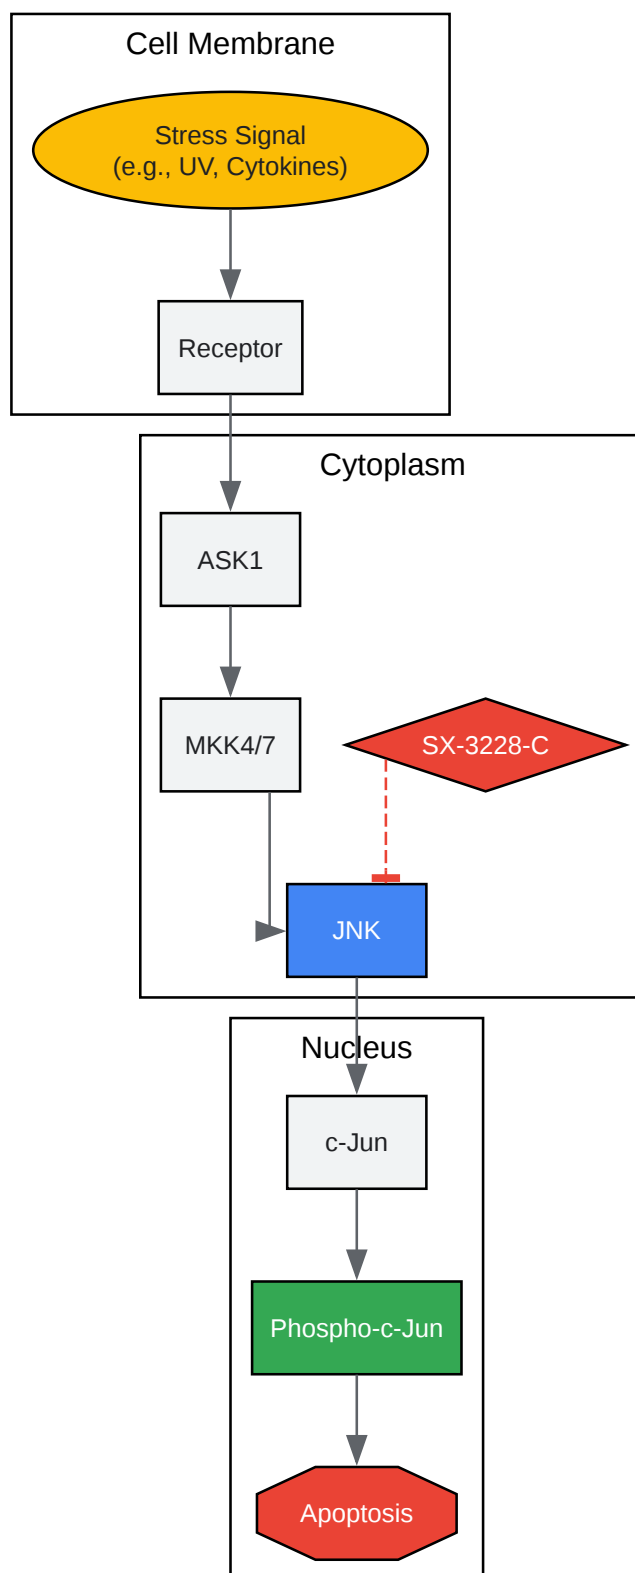 Cell Membrane
Stress Signal
(e.g., UV, Cytokines)
Receptor
Cytoplasm
ASK1
MKK4/7
SX-3228-C
JNK
Nucleus
c-Jun
Phospho-c-Jun
Apoptosis